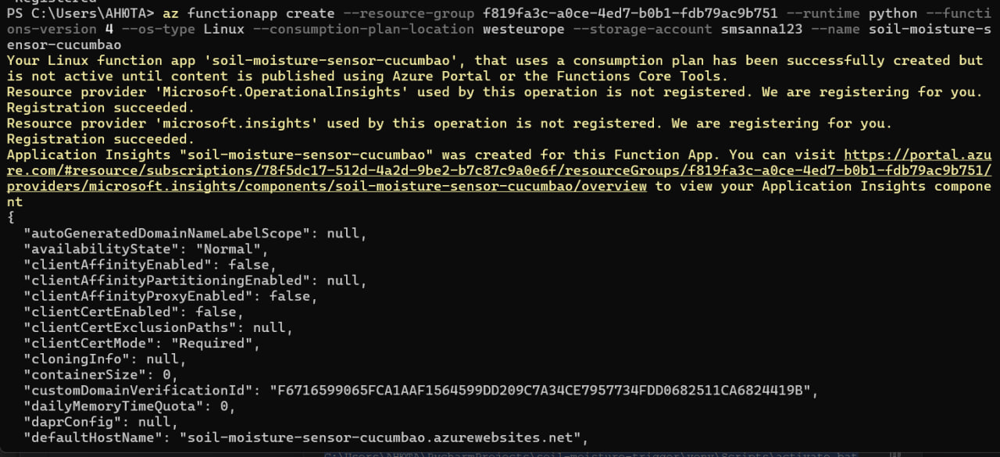 PS C:\Users\AHOTA> az functionapp create --resource-group f819fa3c-a0ce-4ed7-b0b1-fdb79ac9b751 --runtime python --functi
ons-version 4 --os-type Linux --consumption-plan-location westeurope --storage-account smsanna123 --name soil-moisture-s
ensor-cucumbao
Your Linux function app 'soil-moisture-sensor-cucumbao', that uses a consumption plan has been successfully created but
is not active until content is published using Azure Portal or the Functions Core Tools.
Resource provider 'Microsoft.OperationalInsights' used by this operation is not registered. We are registering for you.
Registration succeeded.
Resource provider 'microsoft.insights' used by this operation is not registered. We are registering for you.
Registration succeeded.
Application Insights "soil-moisture-sensor-cucumbao" was created for this Function App. You can visit https://portal.azu
re.com/#resource/subscriptions/78f5dc17-512d-4a2d-9be2-b7c87c9a0e6f/resourceGroups/f819fa3c-a0ce-4ed7-b0b1-fdb79ac9b751/
providers/microsoft.insights/components/soil-moisture-sensor-cucumbao/overview to view your Application Insights compone
nt
{
  "autoGeneratedDomainNameLabelScope": null,
  "availabilityState": "Normal",
  "clientAffinityEnabled": false,
  "clientAffinityPartitioningEnabled": null,
  "clientAffinityProxyEnabled": false,
  "clientCertEnabled": false,
  "clientCertExclusionPaths": null,
  "clientCertMode": "Required",
  "cloningInfo": null,
  "containerSize": 0,
  "customDomainVerificationId": "F6716599065FCA1AAF1564599DD209C7A34CE7957734FDD0682511CA6824419B",
  "dailyMemoryTimeQuota": 0,
  "daprConfig": null,
  "defaultHostName": "soil-moisture-sensor-cucumbao.azurewebsites.net",